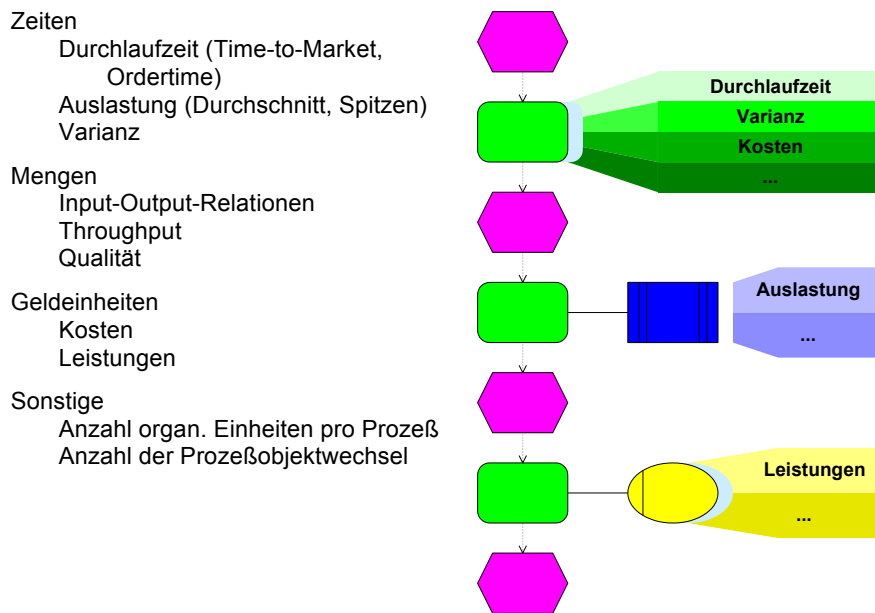 Zeiten
Durchlaufzeit (Time-to-Market,
Ordertime)
Auslastung (Durchschnitt, Spitzen)
Varianz
Mengen
Input-Output-Relationen
Throughput
Qualität
Geldeinheiten
Kosten
Leistungen
Sonstige
Anzahl organ. Einheiten pro Prozeß
Anzahl der Prozeßobjektwechsel
Durchlaufzeit
Varianz
Kosten
...
Auslastung
...
Leistungen
...